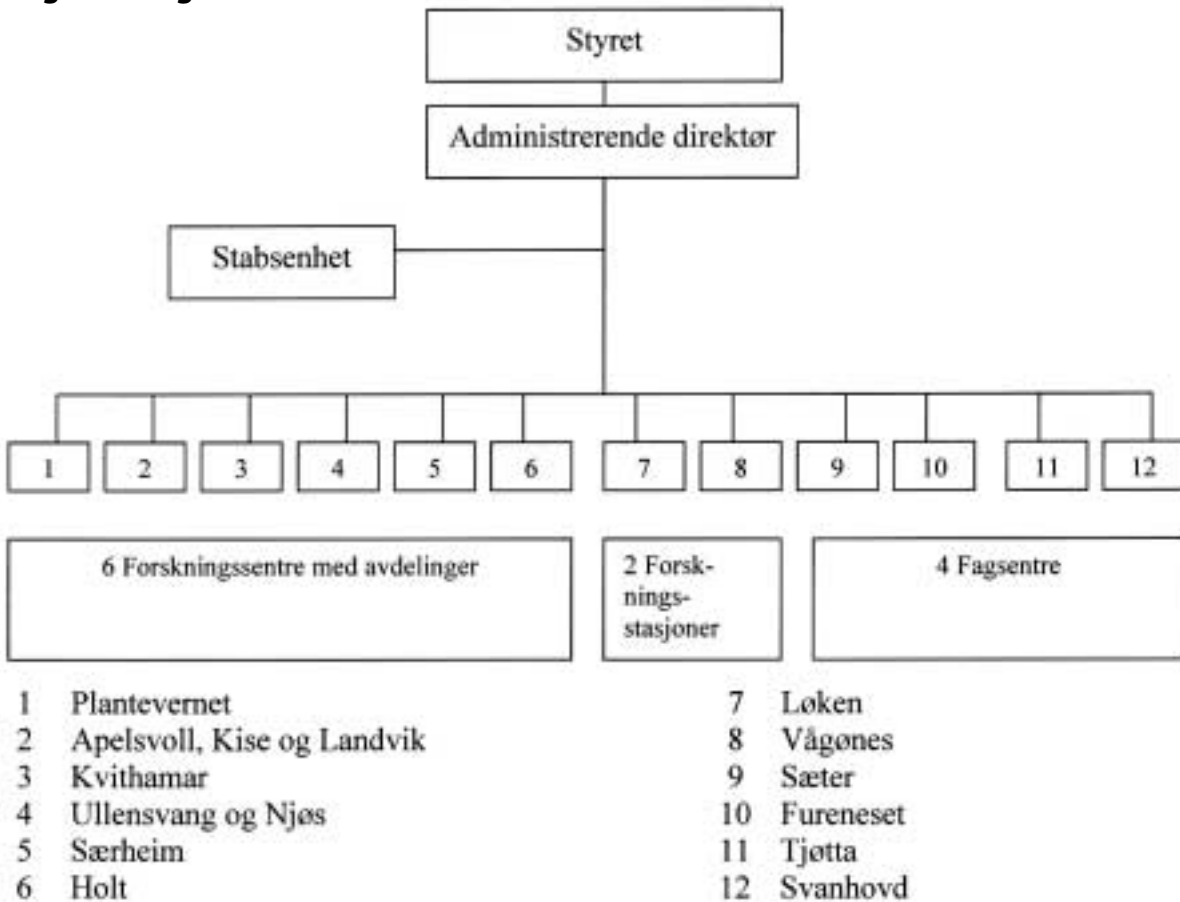 Styret
Administrerende direktør
Stabsenhet
1 2 3 4 5 6 7 8 9 10 11 12
6 Forskningssentre med avdelinger
2 Forsk-
nings-
stasjoner
4 Fagsentre
1 Plantevernet
2 Apelsvoll, Kise og Landvik
3 Kvithamar
4 Ullensvang og Njøs
5 Særheim
6 Holt
7 Løken
8 Vågønes
9 Sæter
10 Fureneset
11 Tjøtta
12 Svanhovd